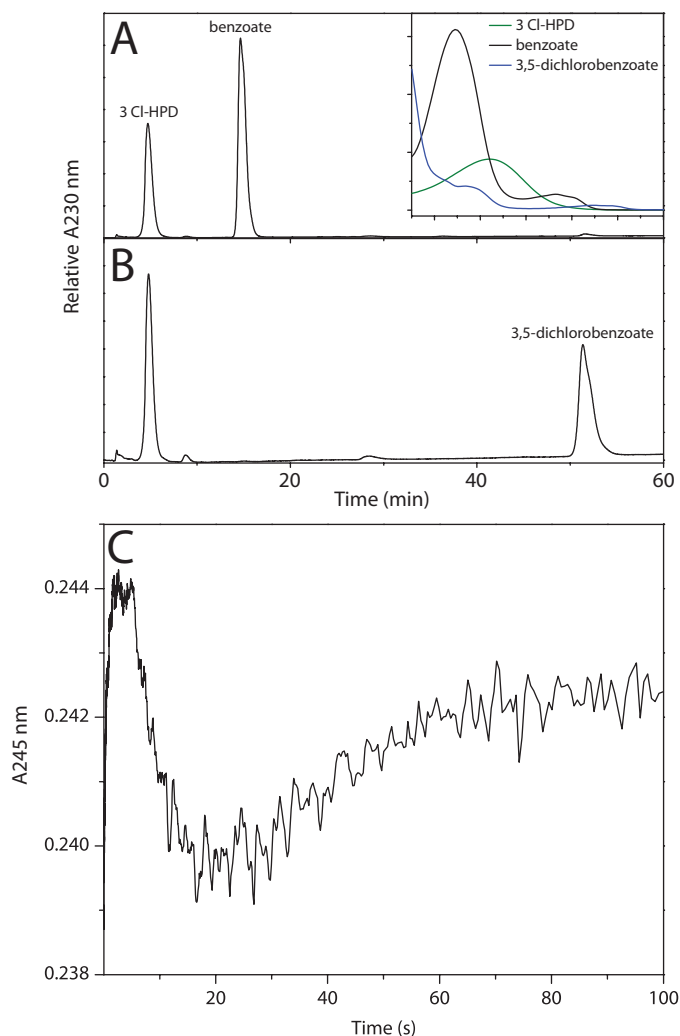 A
benzoate
3 Cl-HPD
3 Cl-HPD
benzoate
3,5-dichlorobenzoate
Relative A230 nm
B
3,5-dichlorobenzoate
0 20 40 60
Time (min)
C
0.244
0.242
0.240
0.238
A245 nm
20 40 60 80 100
Time (s)